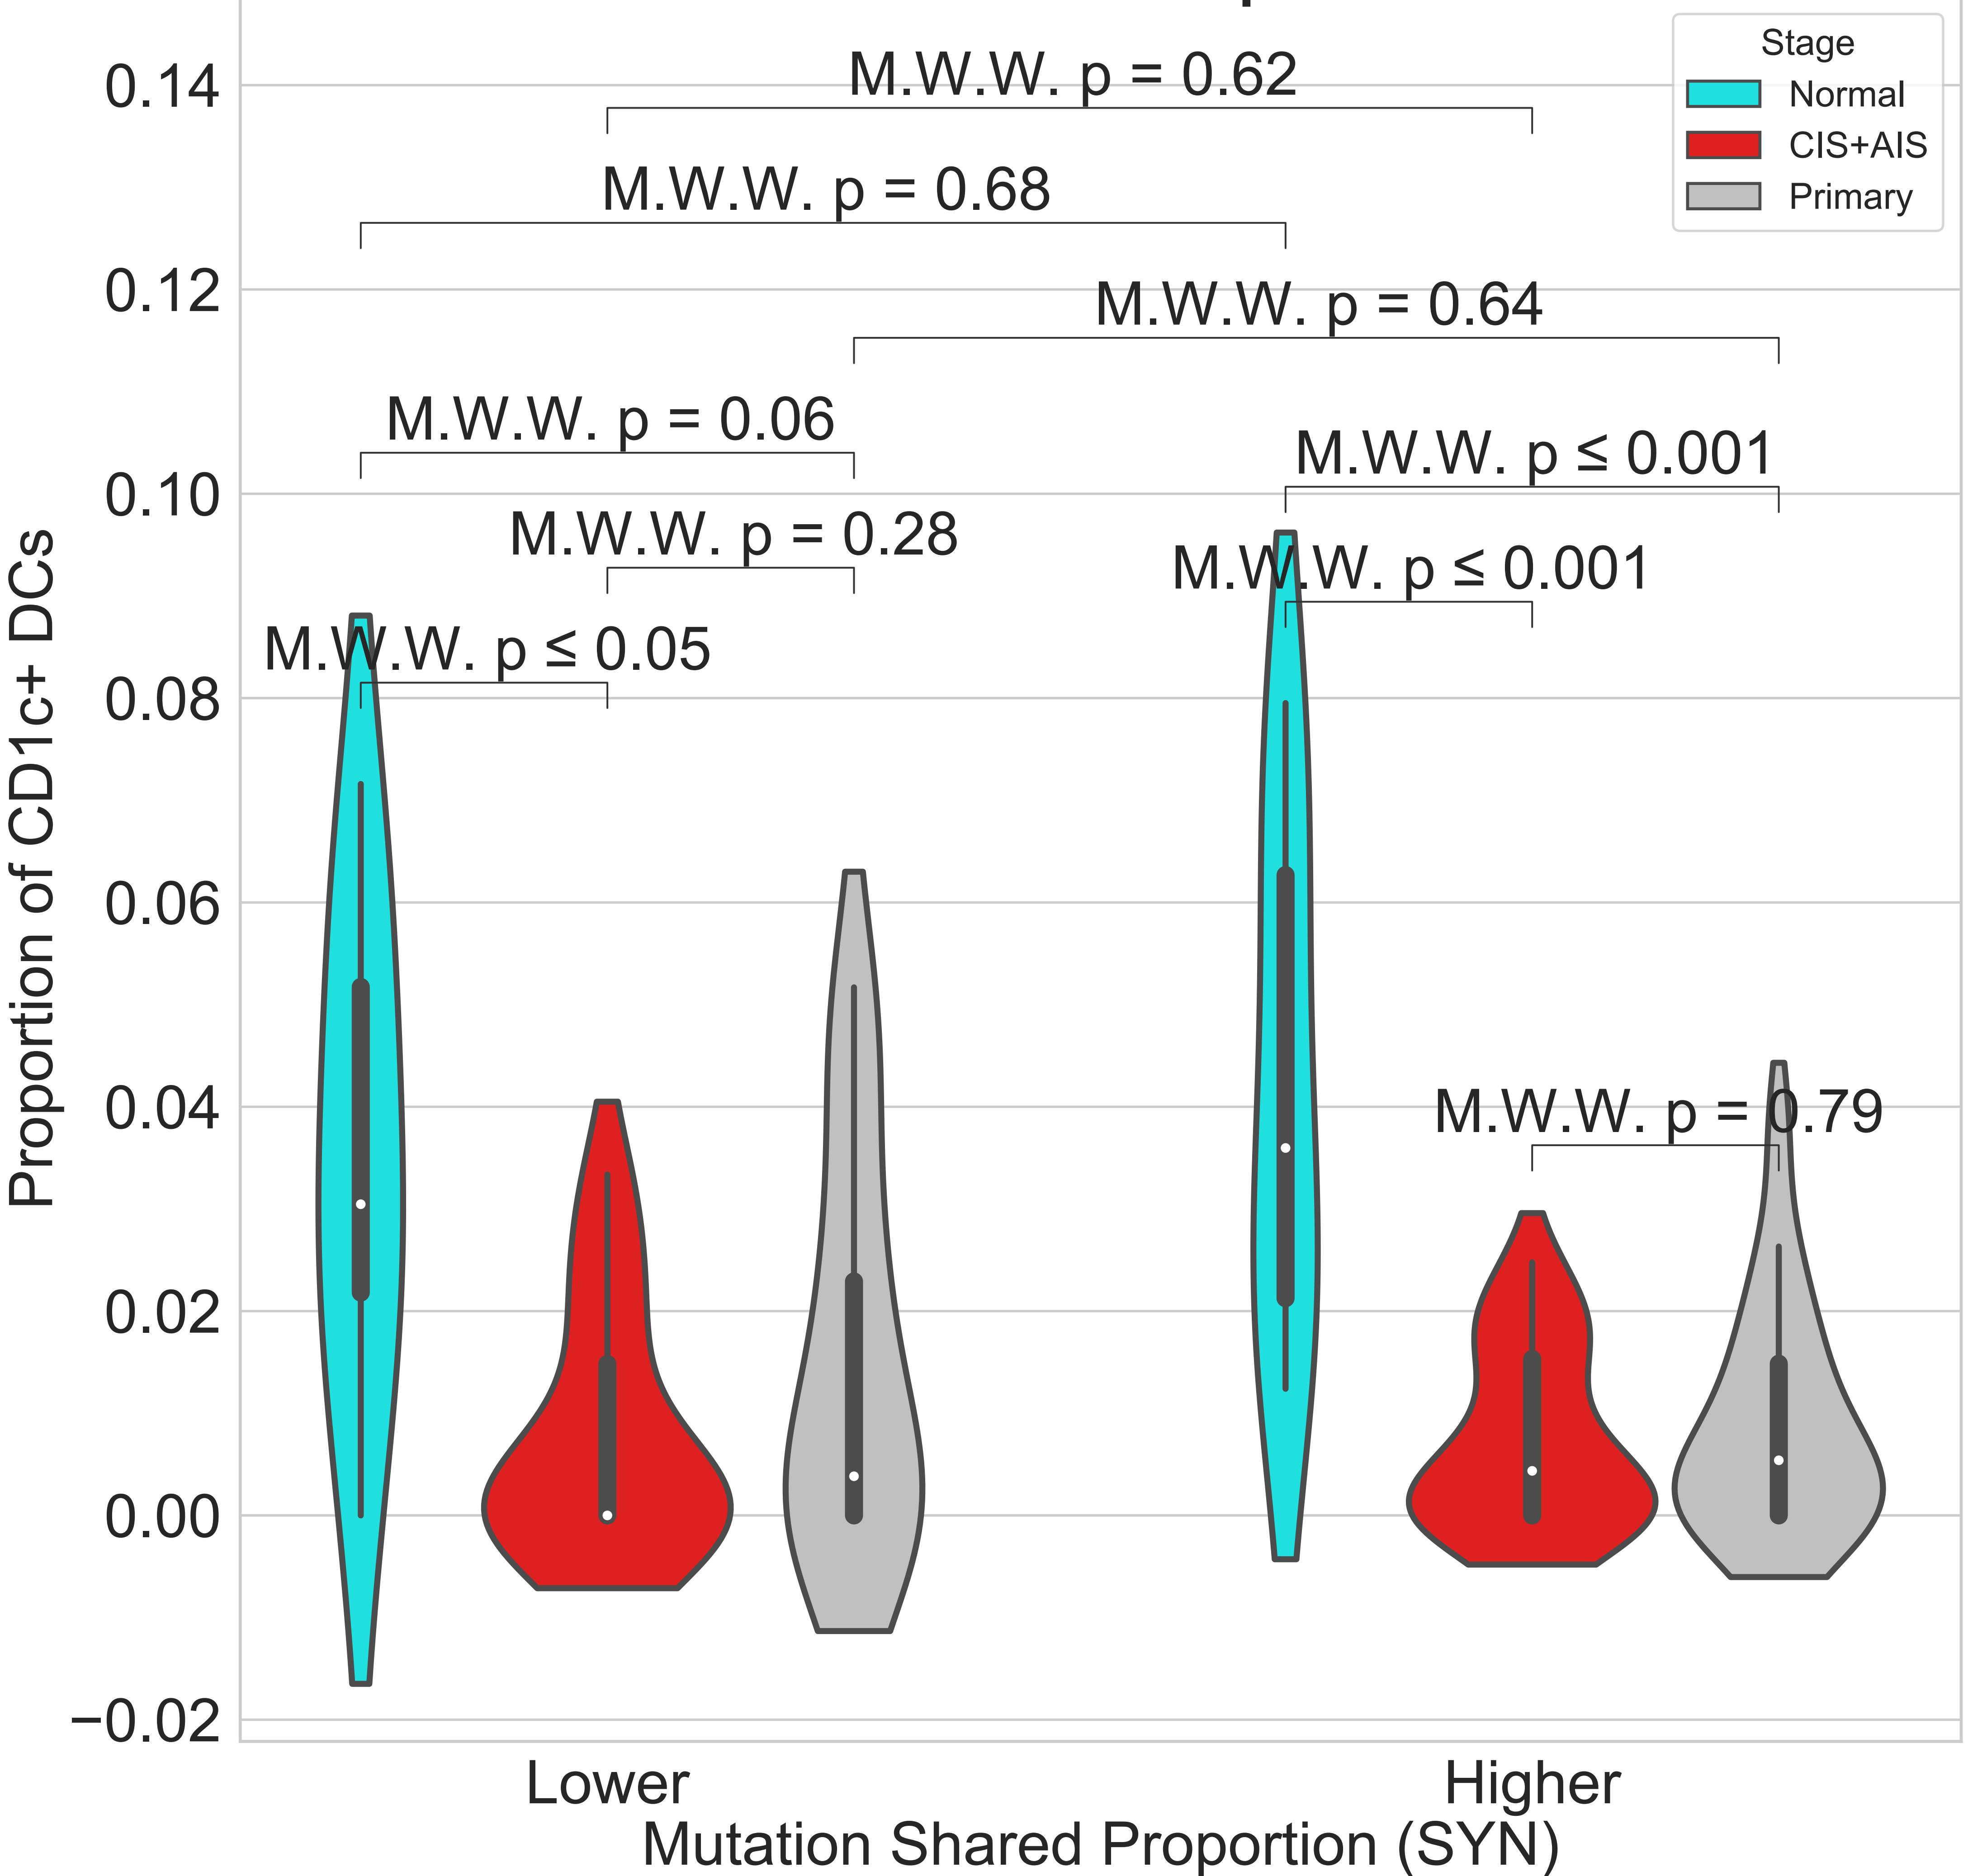 Stage
Normal
CIS+AIS
Primary
M.W.W. p = 0.62
M.W.W. p = 0.68
M.W.W. p = 0.64
M.W.W. p = 0.06
M.W.W. p ≤ 0.001
M.W.W. p = 0.28
M.W.W. p ≤ 0.001
M.W.W. p ≤ 0.05
M.W.W. p = 0.79
0.14
0.12
0.10
0.08
0.06
0.04
0.02
0.00
−0.02
Proportion of CD1c+ DCs
Lower
Higher
Mutation Shared Proportion (SYN)